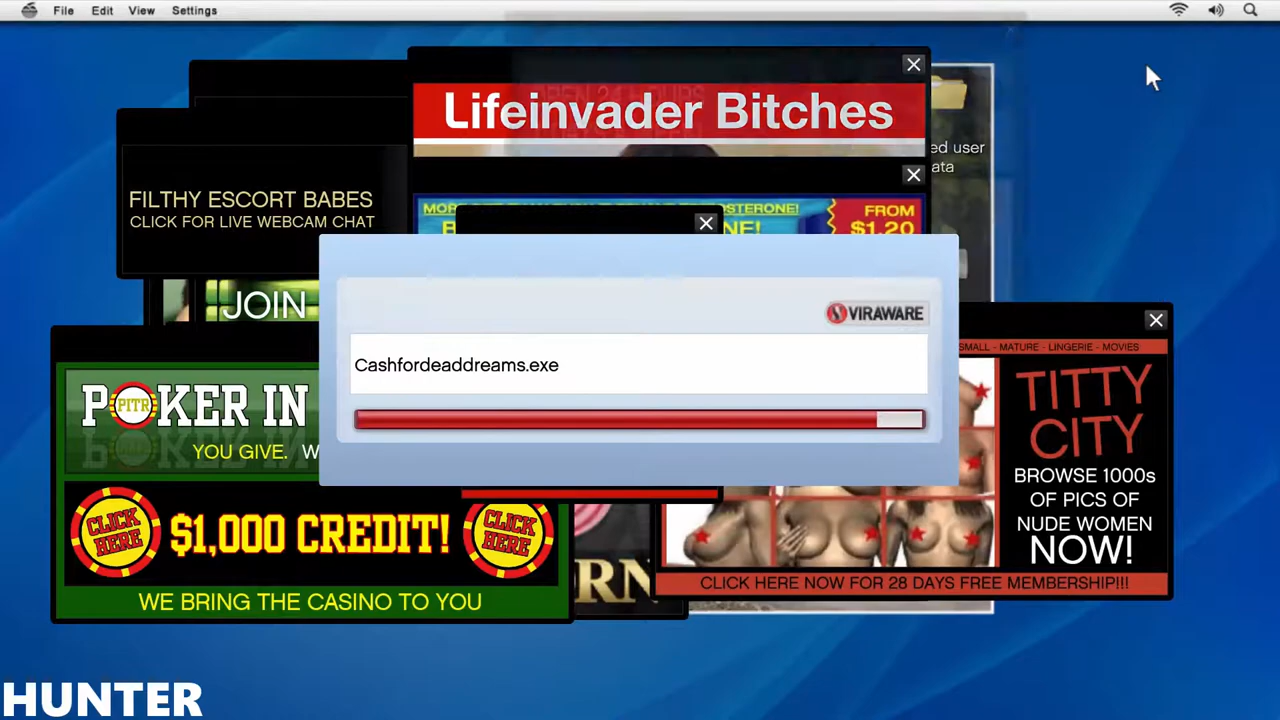 File Edit View Settings
Lifeinvader Bitches
ed user
ata
FILTHY ESCORT BABES
CLICK FOR LIVE WEBCAM CHAT
FROM
$1.20
NE!
JOIN
VIRAWARE
Cashfordeaddreams.exe
SMALL - MATURE - LINGERIE - MOVIES
TITTY
CITY
BROWSE 1000s
OF PICS OF
NUDE WOMEN
NOW!
CLICK HERE NOW FOR 28 DAYS FREE MEMBERSHIP!!!
POKER IN
PITR
YOU GIVE. W
CLICK
HERE
$1,000 CREDIT!
CLICK
HERE
WE BRING THE CASINO TO YOU
RN
HUNTER